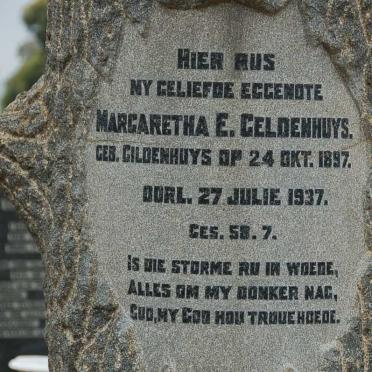 HIER RUS
MY GELIEFDE EGGENOTE
MARGARETHA E. GELDENHUYS.
GEB. GILDENHUYS OP 24 OKT. 1897.
OORL. 27 JULIE 1937.
GES. 58. 7.
IS DIE STORME RU IN WOEDE,
ALLES OM MY DONKER NAG,
GOD, MY GOD HOU TROUE HOEDE.